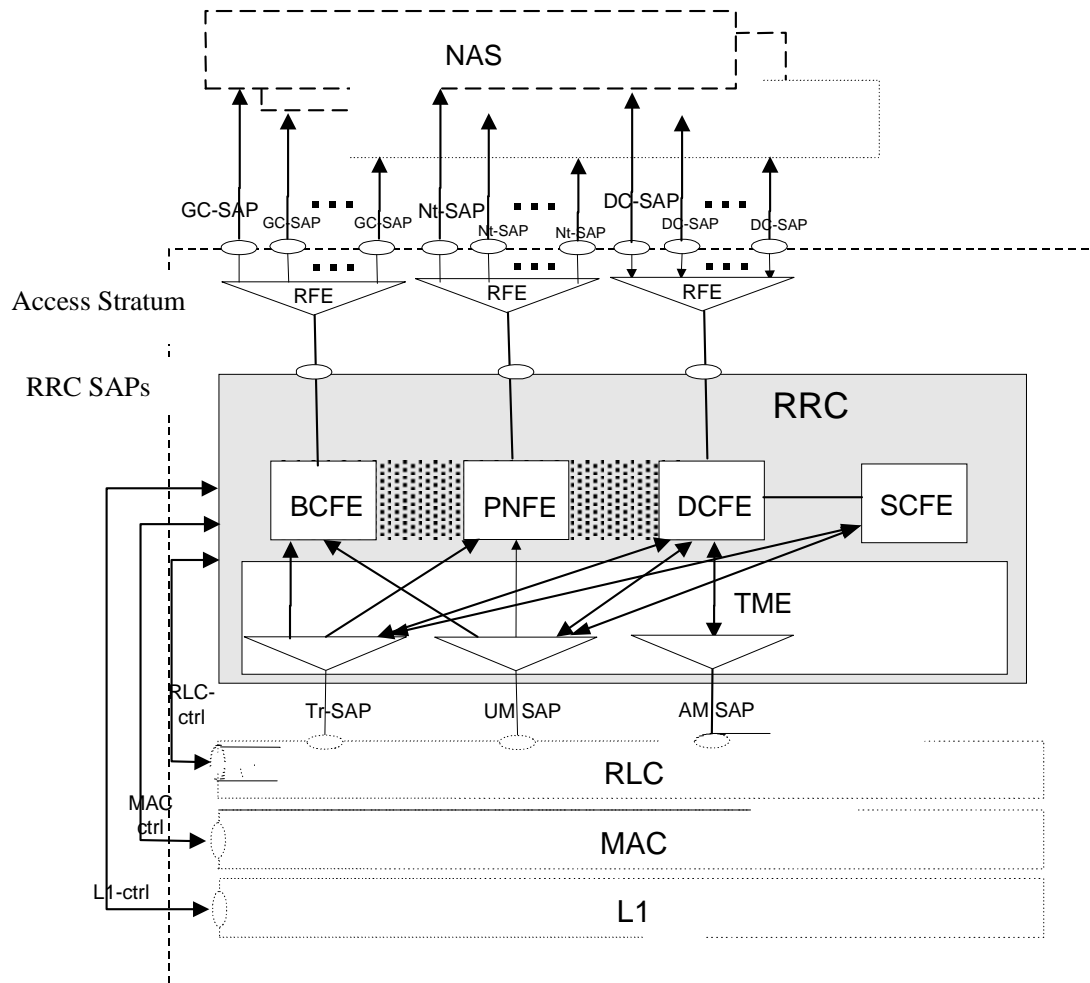 NAS
GC-SAP
GC-SAP
GC-SAP
Nt-SAP
Nt-SAP
Nt-SAP
DC-SAP
DC-SAP
DC-SAP
Access Stratum
RFE
RFE
RFE
RRC SAPs
RRC
BCFE
PNFE
DCFE
SCFE
TME
RLC-
ctrl
Tr-SAP
UM SAP
AM SAP
RLC
MAC
ctrl
MAC
L1-ctrl
L1